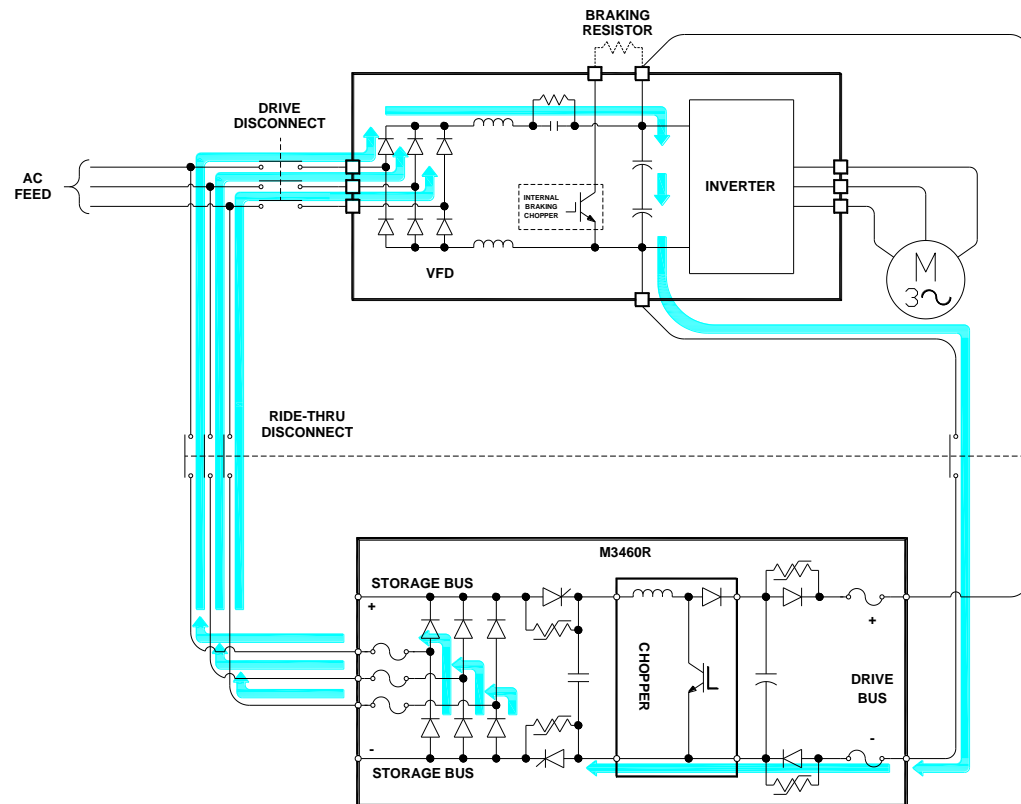 BRAKING
RESISTOR
DRIVE
DISCONNECT
AC
FEED
INTERNAL
BRAKING
CHOPPER
INVERTER
VFD
M
3
RIDE-THRU
DISCONNECT
M3460R
STORAGE BUS
+
+
CHOPPER
DRIVE
BUS
-
-
STORAGE BUS